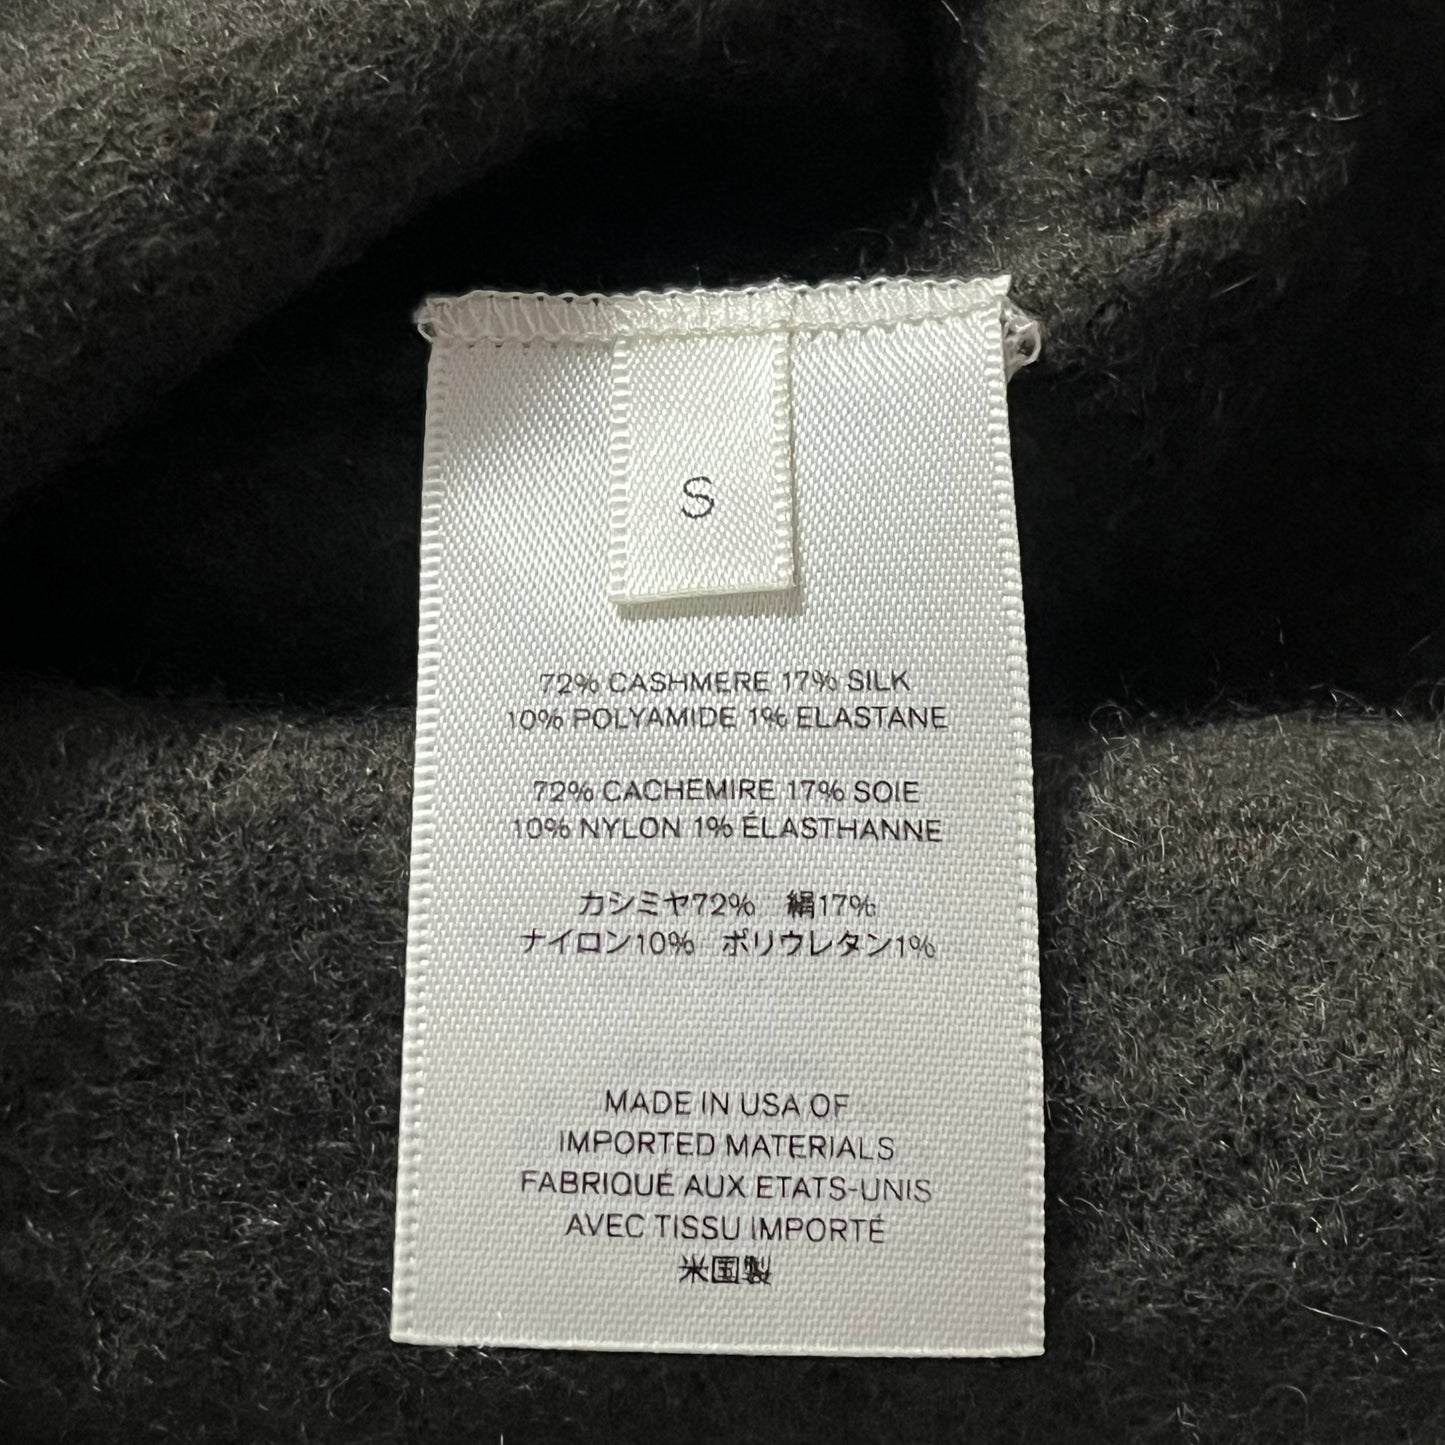 S
72% CASHMERE 17% SILK
10% POLYAMIDE 1% ELASTANE
72% CACHEMIRE 17% SOIE
10% NYLON 1% ÉLASTHANNE
カシミヤ72% 絹17%
ナイロン10% ポリウレタン1%
MADE IN USA OF
IMPORTED MATERIALS
FABRIQUÉ AUX ETATS-UNIS
AVEC TISSU IMPORTÉ
米国製